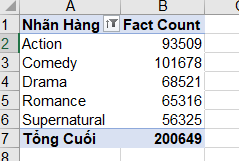 A B
1 Nhãn Hàng Fact Count
2 Action 93509
3 Comedy 101678
4 Drama 68521
5 Romance 65316
6 Supernatural 56325
7 Tổng Cuối 200649
8